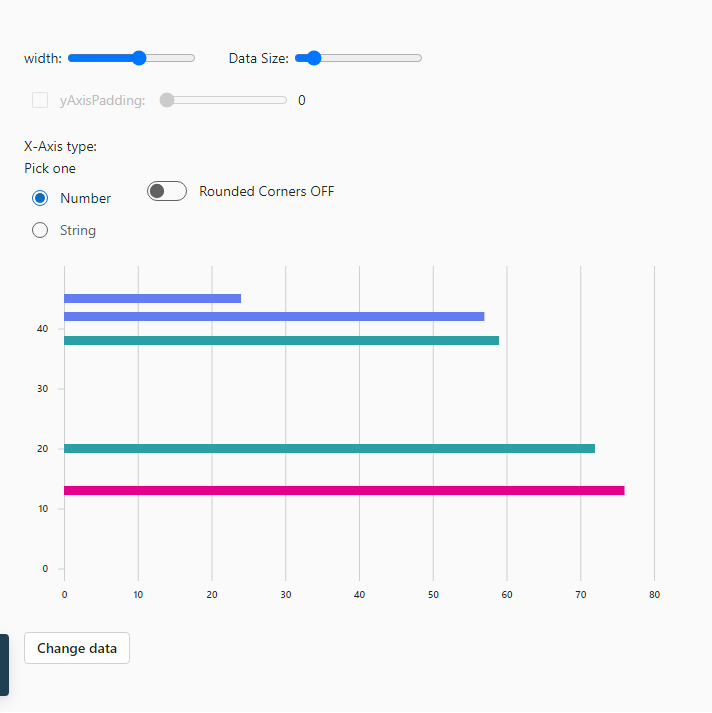 width: Data Size:
yAxisPadding: 0
X-Axis type:
Pick one
Number
Rounded Corners OFF
String
40
30
20
10
0
0 10 20 30 40 50 60 70 80
Change data